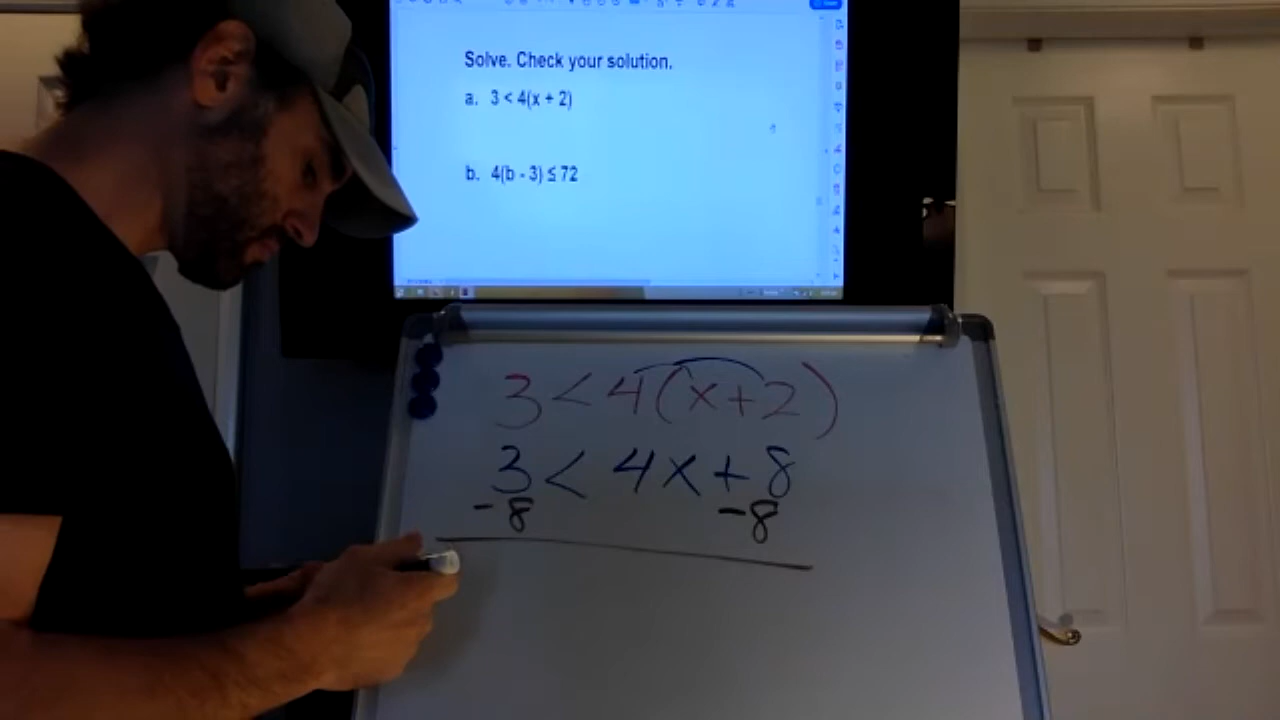 Solve. Check your solution.
a. 3 < 4(x + 2)
b. 4(b - 3) ≤ 72
3 < 4(x+2)
3 < 4x + 8
-8 -8